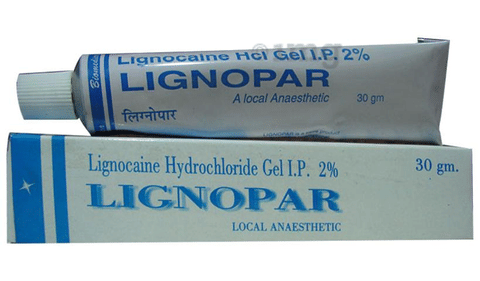 Lignocaine Hcl Gel I.P. 2%
LIGNOPAR
A local Anaesthetic 30 gm
लिग्नोपार
Lignocaine Hydrochloride Gel I.P. 2% 30 gm.
LIGNOPAR
LOCAL ANAESTHETIC